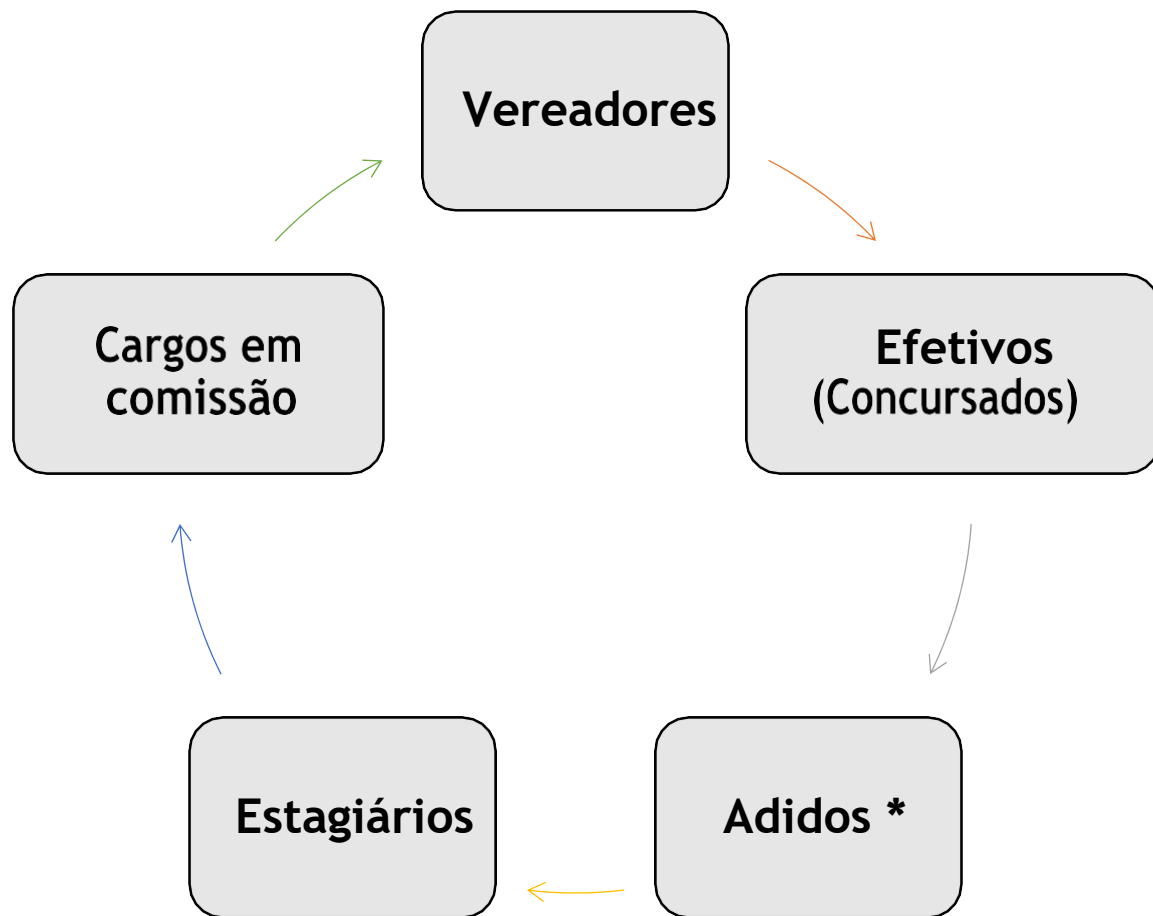 Vereadores
Cargos em
comissão
Efetivos
(Concursados)
Estagiários
Adidos *